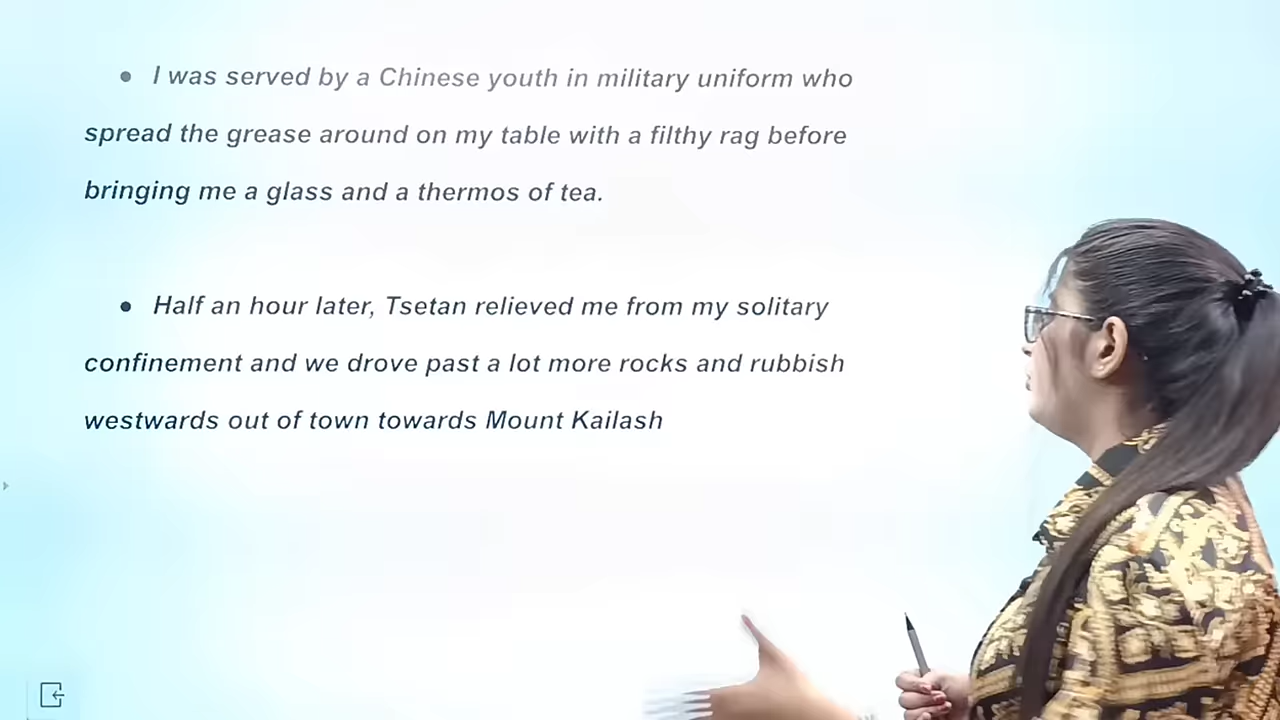 • I was served by a Chinese youth in military uniform who
spread the grease around on my table with a filthy rag before
bringing me a glass and a thermos of tea.
• Half an hour later, Tsetan relieved me from my solitary
confinement and we drove past a lot more rocks and rubbish
westwards out of town towards Mount Kailash